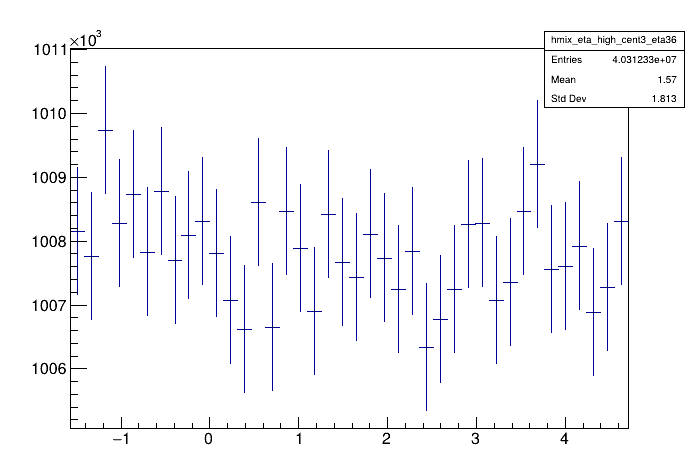 ×10³
hmix_eta_high_cent3_eta36
Entries 4.031233e+07
Mean 1.57
Std Dev 1.813
1011
1010
1009
1008
1007
1006
−1 0 1 2 3 4